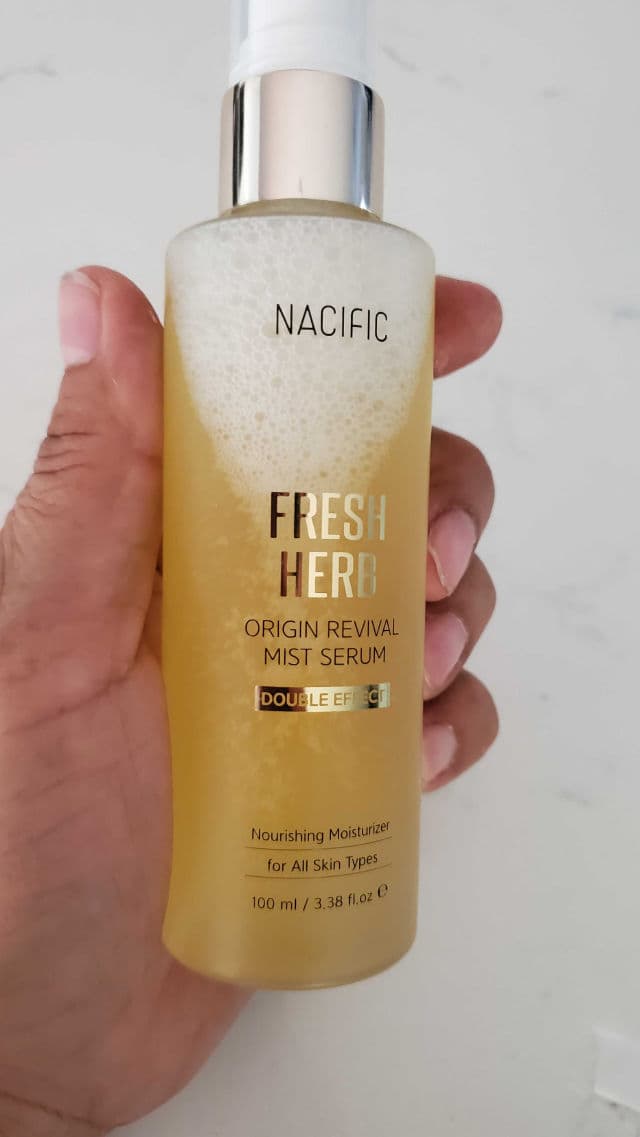 NACIFIC
FRESH
HERB
ORIGIN REVIVAL
MIST SERUM
DOUBLE EFFECT
Nourishing Moisturizer
for All Skin Types
100 ml / 3.38 fl.oz ℮